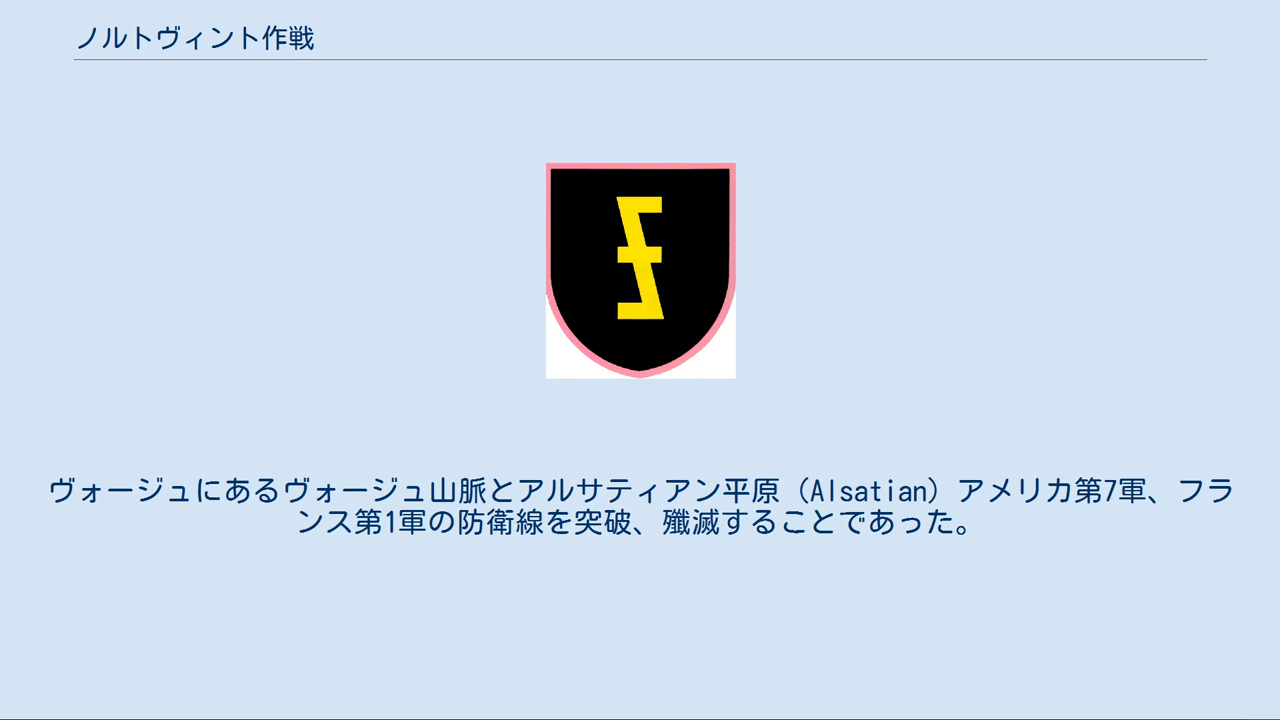 ノルトヴィント作戦
ヴォージュにあるヴォージュ山脈とアルサティアン平原（Alsatian）アメリカ第7軍、フラ
ンス第1軍の防衛線を突破、殲滅することであった。